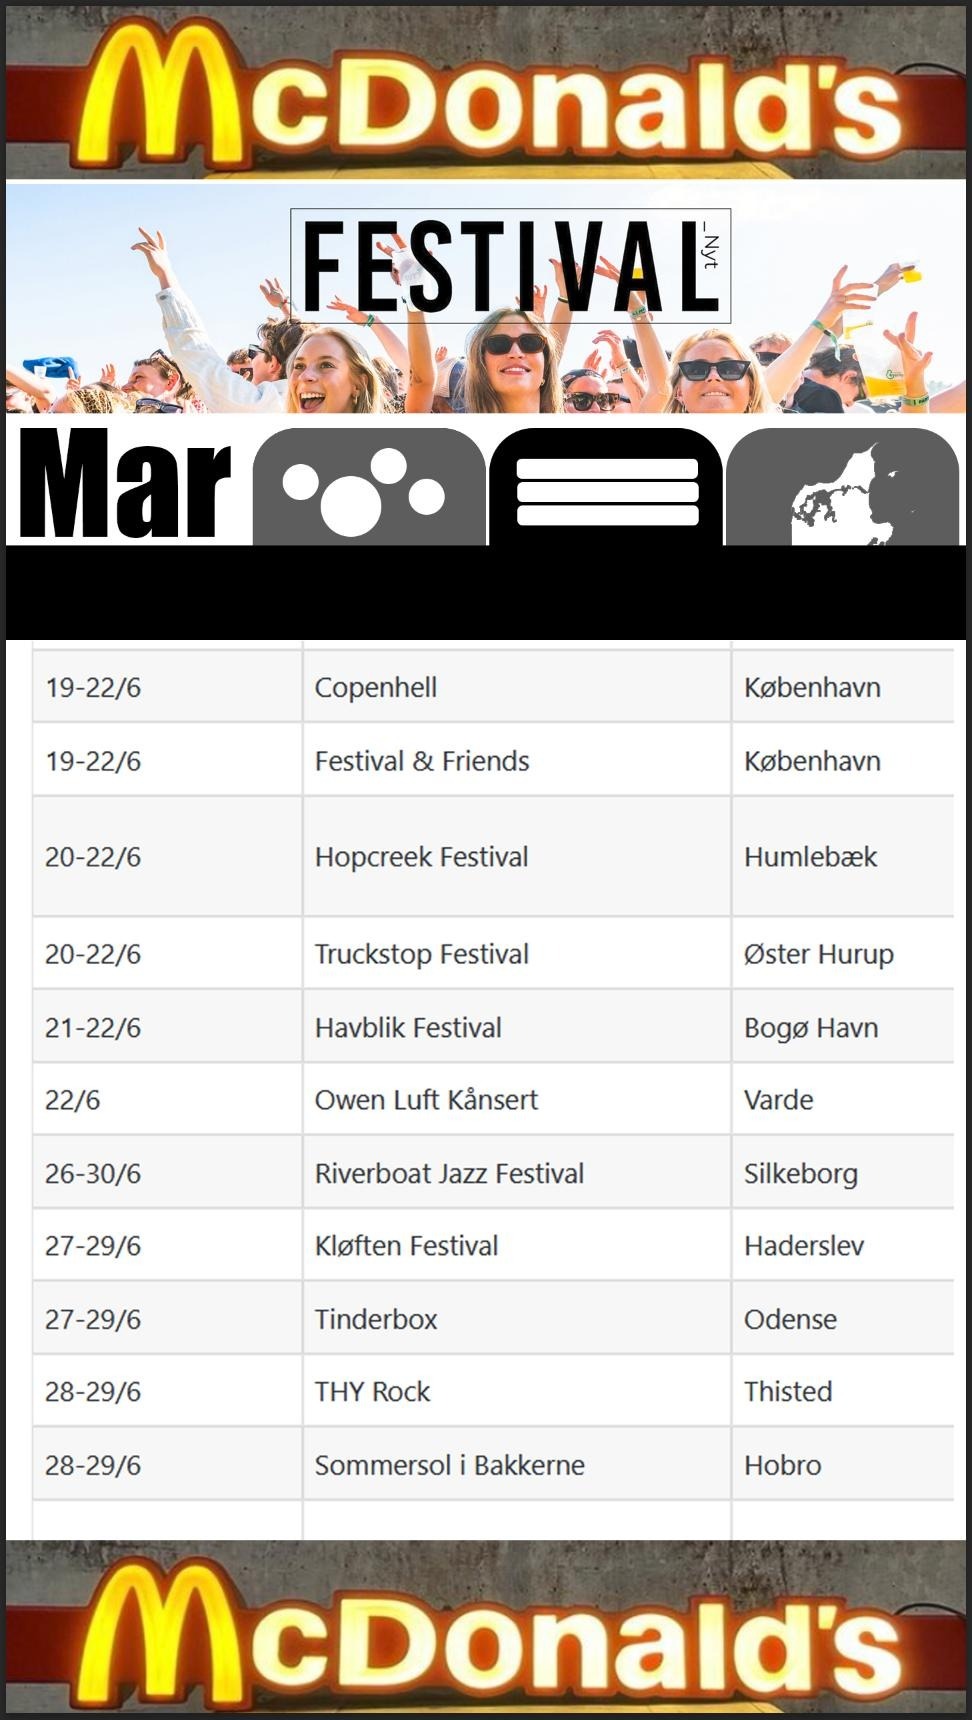 McDonald's
FESTIVAL
_Nyt
Mar
19-22/6 Copenhell København
19-22/6 Festival & Friends København
20-22/6 Hopcreek Festival Humlebæk
20-22/6 Truckstop Festival Øster Hurup
21-22/6 Havblik Festival Bogø Havn
22/6 Owen Luft Kånsert Varde
26-30/6 Riverboat Jazz Festival Silkeborg
27-29/6 Kløften Festival Haderslev
27-29/6 Tinderbox Odense
28-29/6 THY Rock Thisted
28-29/6 Sommersol i Bakkerne Hobro
McDonald's